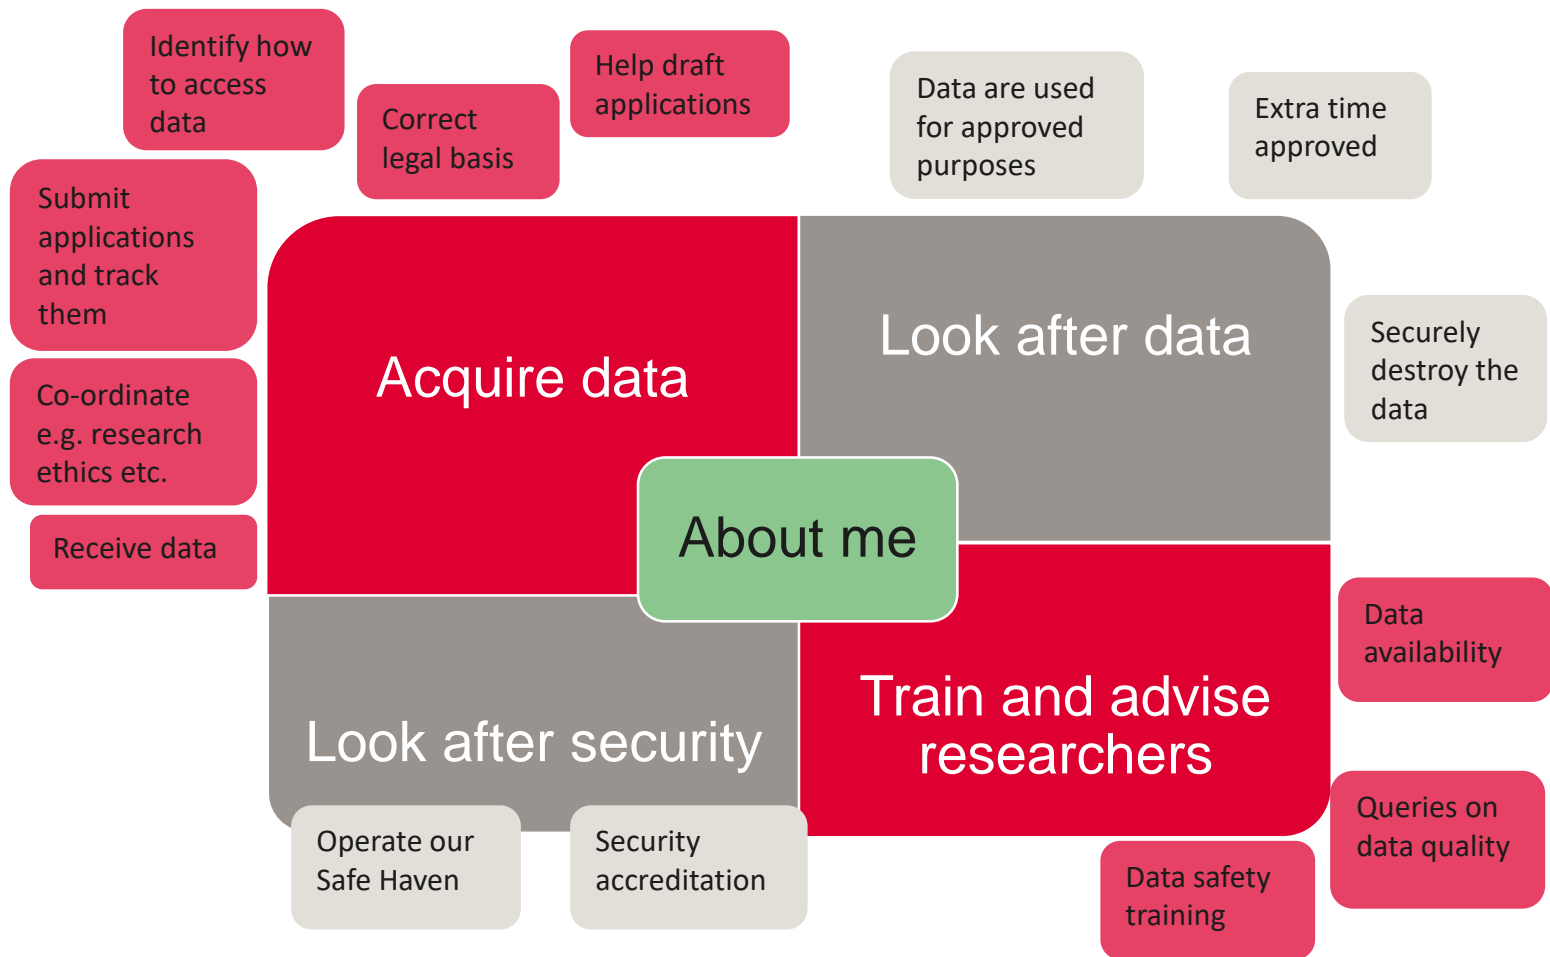 Identify how
to access
data
Correct
legal basis
Help draft
applications
Data are used
for approved
purposes
Extra time
approved
Submit
applications
and track
them
Co-ordinate
e.g. research
ethics etc.
Receive data
Acquire data
Look after data
Securely
destroy the
data
About me
Look after security
Train and advise
researchers
Data
availability
Queries on
data quality
Operate our
Safe Haven
Security
accreditation
Data safety
training